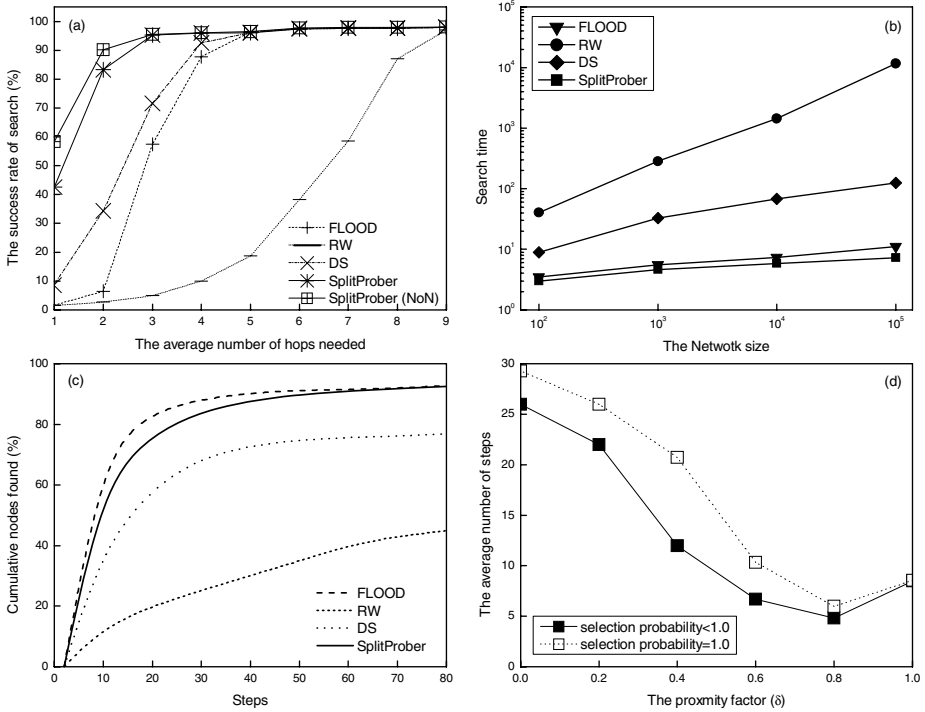 (a)
The success rate of search (%)
100
90
80
70
60
50
40
30
20
10
0
FLOOD
RW
DS
SplitProber
SplitProber (NoN)
1 2 3 4 5 6 7 8 9
The average number of hops needed
(b)
Search time
10^5
10^4
10^3
10^2
10^1
10^0
FLOOD
RW
DS
SplitProber
10^2 10^3 10^4 10^5
The Netwotk size
(c)
Cumulative nodes found (%)
100
80
60
40
20
0
FLOOD
RW
DS
SplitProber
0 10 20 30 40 50 60 70 80
Steps
(d)
The average number of steps
30
25
20
15
10
5
0
selection probability<1.0
selection probability=1.0
0.0 0.2 0.4 0.6 0.8 1.0
The proxmity factor (δ)